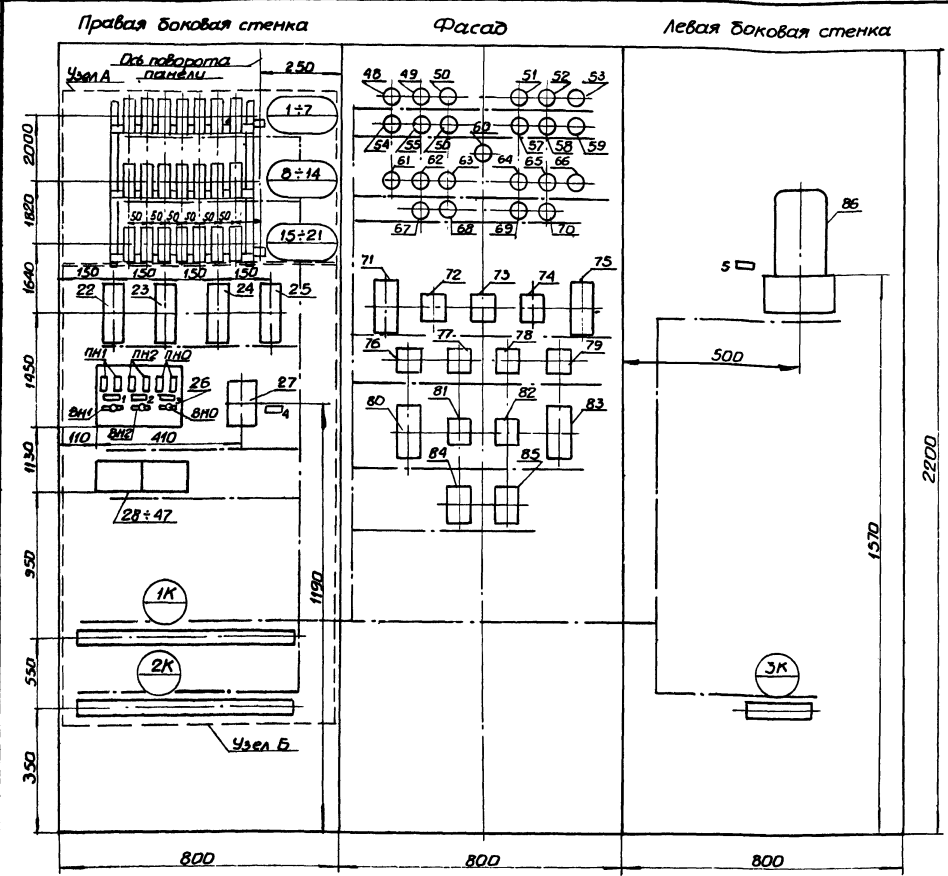 Правая боковая стенка
Фасад
Левая боковая стенка
Ось поворота
панели
Узел А
250
1÷7
8÷14
50 50 50 50 50 50
15÷21
150 150 150 150
22 23 24 25
ПН1 ПН2 ПН0
26 27
1 2 3 4
ВН1 ВН2 ВН0
110 410
28÷47
1190
1К
2К
Узел Б
2000
1820
1640
1450
1130
950
550
350
48 49 50 51 52 53
54 55 56 60 57 58 59
61 62 63 64 65 66
67 68 69 70
71 72 73 74 75
76 77 78 79
80 81 82 83
84 85
86
5
500
1570
2200
3К
800 800 800